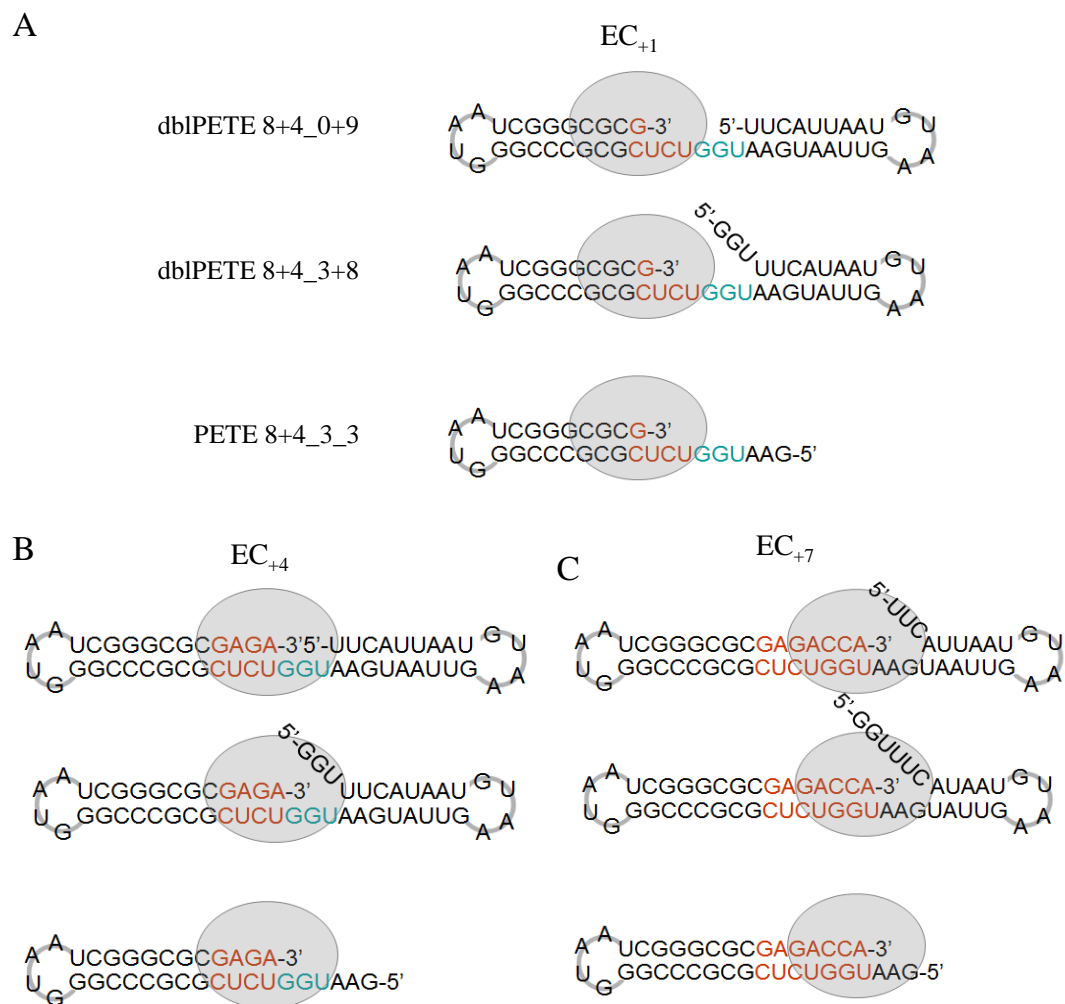 A
EC+1
dblPETE 8+4_0+9
A A UCGGGCGCG-3' 5'-UUCAUUAAU G U
U G GGCCCGCGCUCUGGUAAGUAAUUG A A
dblPETE 8+4_3+8
5'-GGU
A A UCGGGCGCG-3' UUCAUAAU G U
U G GGCCCGCGCUCUGGUAAGUAUUG A A
PETE 8+4_3_3
A A UCGGGCGCG-3'
U G GGCCCGCGCUCUGGUAAG-5'
B
EC+4
A A UCGGGCGCGAGA-3'5'-UUCAUUAAU G U
U G GGCCCGCGCUCUGGUAAGUAAUUG A A
5'-GGU
A A UCGGGCGCGAGA-3' UUCAUAAU G U
U G GGCCCGCGCUCUGGUAAGUAUUG A A
A A UCGGGCGCGAGA-3'
U G GGCCCGCGCUCUGGUAAG-5'
C
EC+7
5'-UUC
A A UCGGGCGCGAGACCA-3' AUUAAU G U
U G GGCCCGCGCUCUGGUAAGUAAUUG A A
5'-GGUUUC
A A UCGGGCGCGAGACCA-3' AUAAU G U
U G GGCCCGCGCUCUGGUAAGUAUUG A A
A A UCGGGCGCGAGACCA-3'
U G GGCCCGCGCUCUGGUAAG-5'